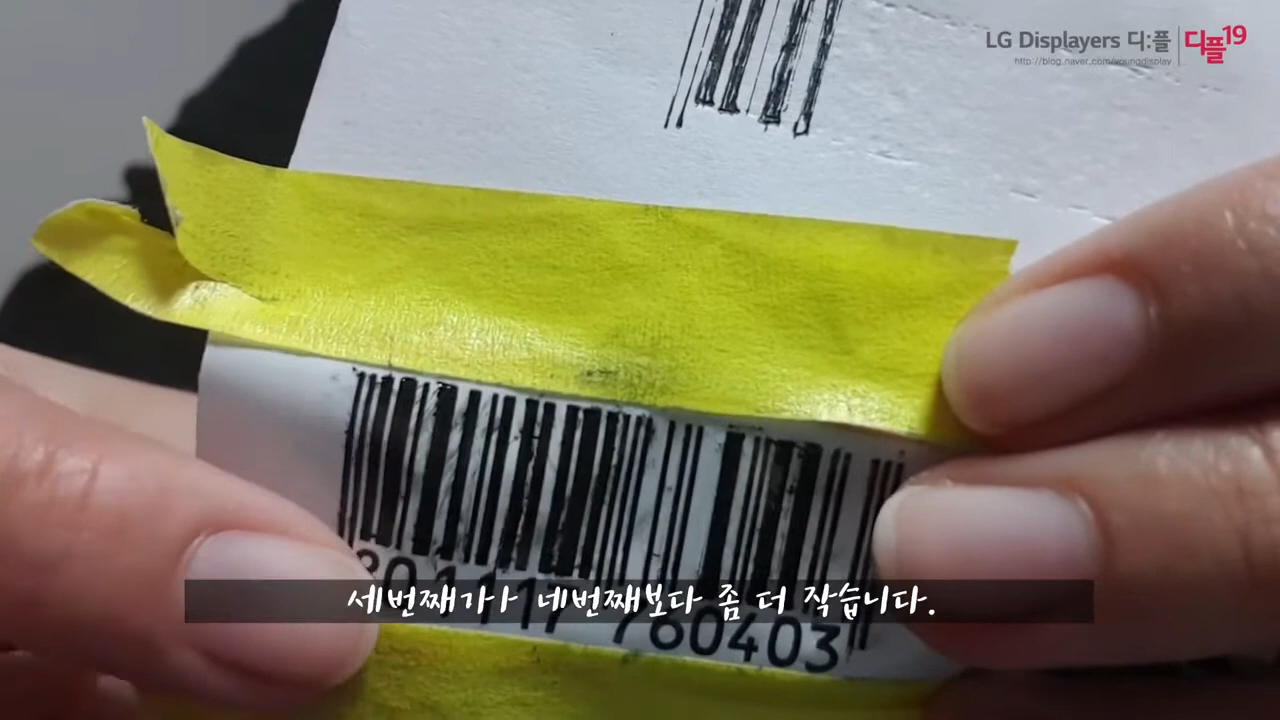 LG Displayers 디:플
디플19
http://blog.naver.com/youngdisplay
세번째가 네번째보다 좀 더 작습니다.
801117 760403